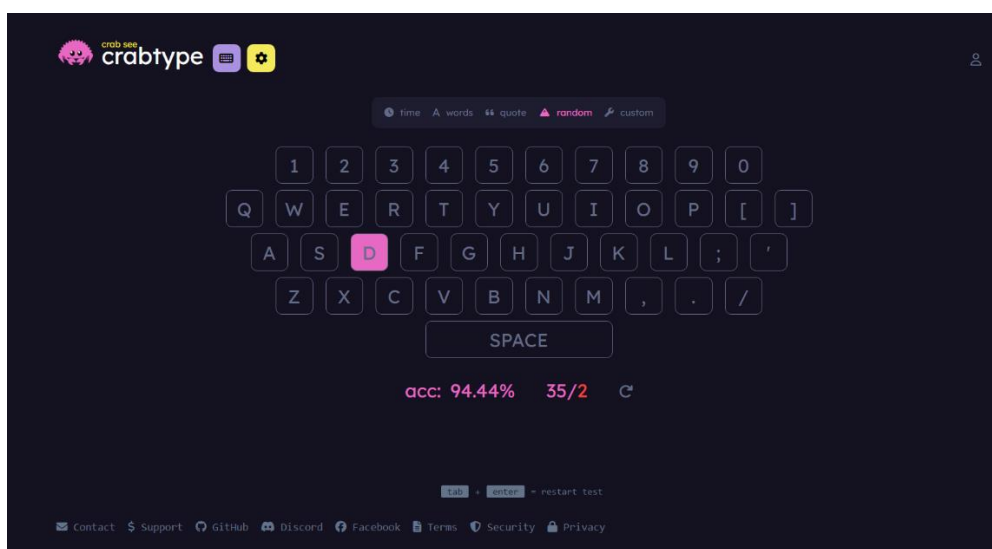 crab see
crabtype
time A words quote random custom
1 2 3 4 5 6 7 8 9 0
Q W E R T Y U I O P [ ]
A S D F G H J K L ; '
Z X C V B N M , . /
SPACE
acc: 94.44% 35/2
tab + enter = restart test
Contact $ Support GitHub Discord Facebook Terms Security Privacy